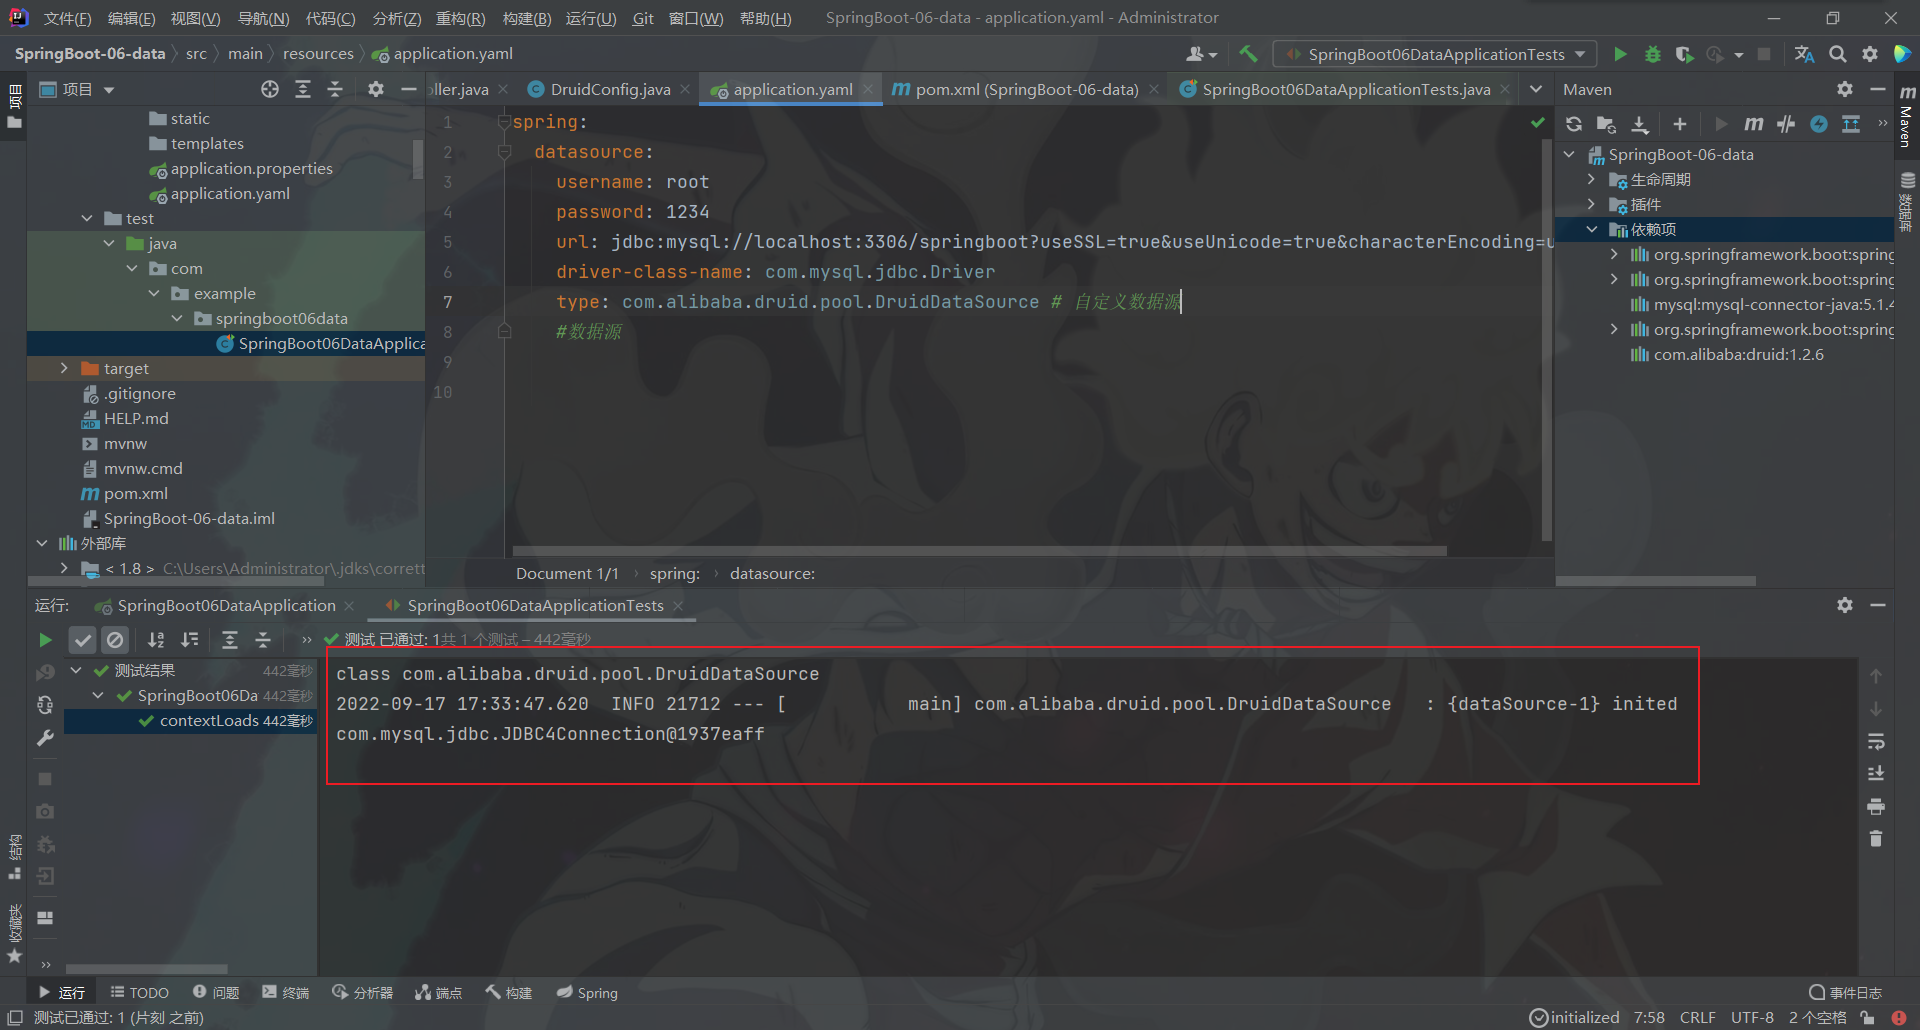 文件(F) 编辑(E) 视图(V) 导航(N) 代码(C) 分析(Z) 重构(R) 构建(B) 运行(U) Git 窗口(W) 帮助(H) SpringBoot-06-data - application.yaml - Administrator
SpringBoot-06-data src main resources application.yaml SpringBoot06DataApplicationTests
项目 oller.java DruidConfig.java application.yaml pom.xml (SpringBoot-06-data) SpringBoot06DataApplicationTests.java Maven
项目
Maven
数据库
static
templates
application.properties
application.yaml
test
java
com
example
springboot06data
SpringBoot06DataApplica
target
.gitignore
HELP.md
mvnw
mvnw.cmd
pom.xml
SpringBoot-06-data.iml
外部库
< 1.8 > C:\Users\Administrator\.jdks\corrett
1 spring:
2 datasource:
3 username: root
4 password: 1234
5 url: jdbc:mysql://localhost:3306/springboot?useSSL=true&useUnicode=true&characterEncoding=u
6 driver-class-name: com.mysql.jdbc.Driver
7 type: com.alibaba.druid.pool.DruidDataSource # 自定义数据源
8 #数据源
9
10
Document 1/1 spring: datasource:
SpringBoot-06-data
生命周期
插件
依赖项
org.springframework.boot:spring
org.springframework.boot:spring
mysql:mysql-connector-java:5.1.4
org.springframework.boot:spring
com.alibaba:druid:1.2.6
运行: SpringBoot06DataApplication SpringBoot06DataApplicationTests
测试 已通过: 1共 1 个测试 – 442毫秒
测试结果 442毫秒
SpringBoot06Da 442毫秒
contextLoads 442毫秒
class com.alibaba.druid.pool.DruidDataSource
2022-09-17 17:33:47.620 INFO 21712 --- [ main] com.alibaba.druid.pool.DruidDataSource : {dataSource-1} inited
com.mysql.jdbc.JDBC4Connection@1937eaff
结构
收藏夹
运行 TODO 问题 终端 分析器 端点 构建 Spring 事件日志
测试已通过: 1 (片刻 之前) initialized 7:58 CRLF UTF-8 2 个空格